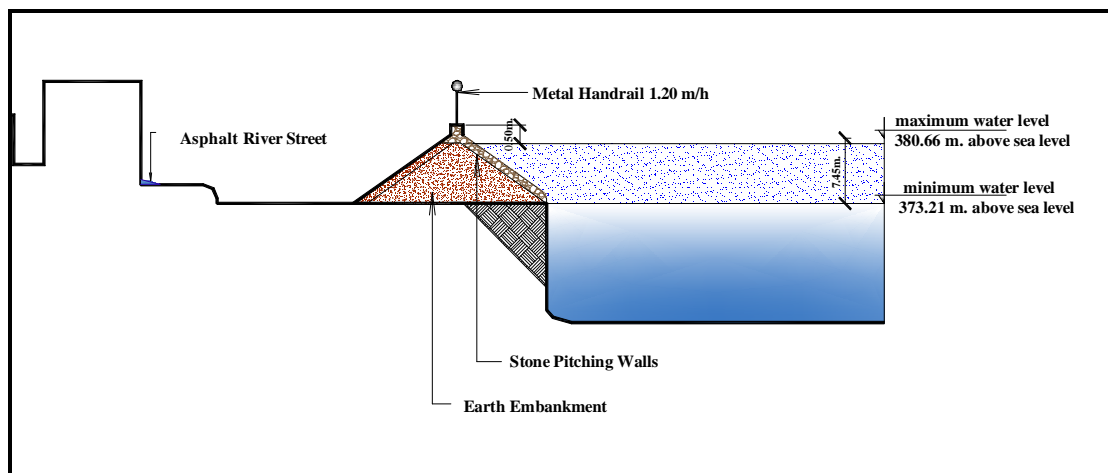 Metal Handrail 1.20 m/h
Asphalt River Street
0.50m.
maximum water level
380.66 m. above sea level
7.45m.
minimum water level
373.21 m. above sea level
Stone Pitching Walls
Earth Embankment